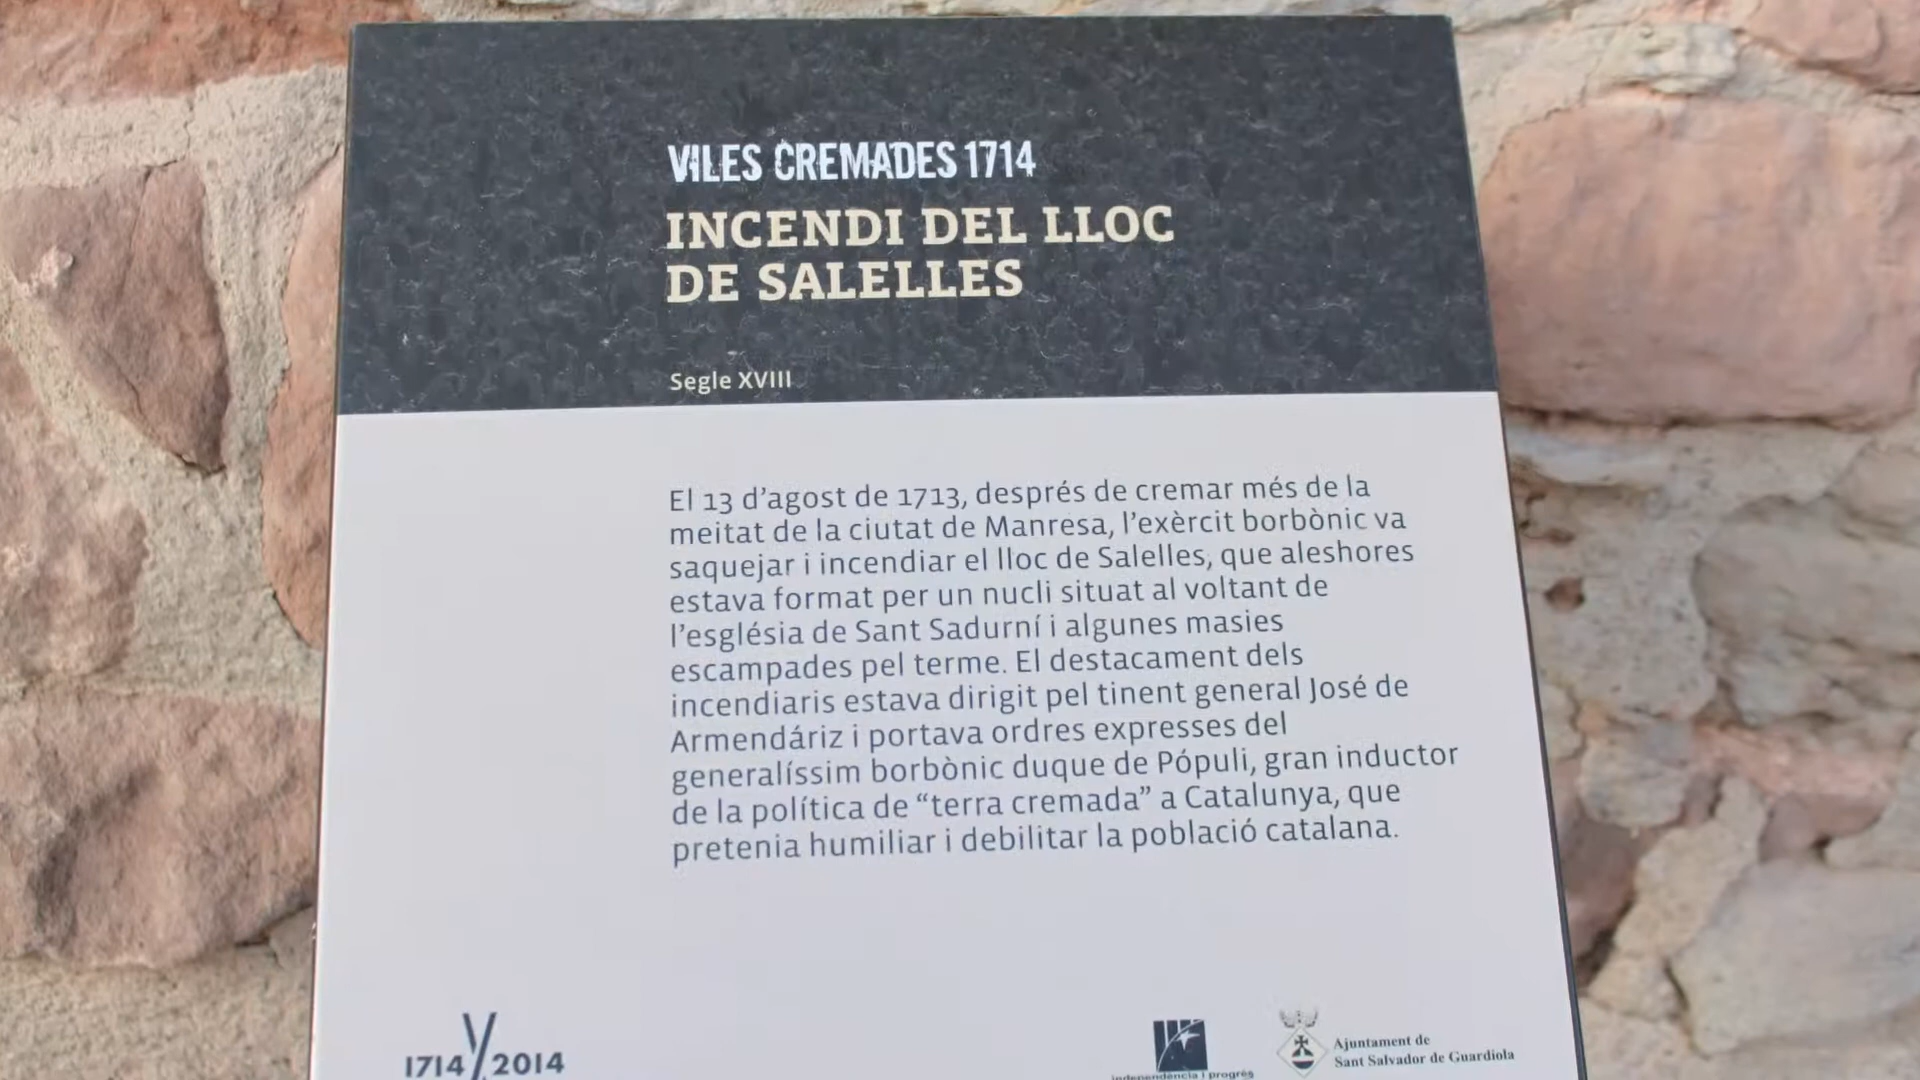 VILES CREMADES 1714
INCENDI DEL LLOC
DE SALELLES
Segle XVIII
El 13 d’agost de 1713, després de cremar més de la
meitat de la ciutat de Manresa, l’exèrcit borbònic va
saquejar i incendiar el lloc de Salelles, que aleshores
estava format per un nucli situat al voltant de
l’església de Sant Sadurní i algunes masies
escampades pel terme. El destacament dels
incendiaris estava dirigit pel tinent general José de
Armendáriz i portava ordres expresses del
generalíssim borbònic duque de Pópuli, gran inductor
de la política de “terra cremada” a Catalunya, que
pretenia humiliar i debilitar la població catalana.
1714 2014
independència i progrés
Ajuntament de
Sant Salvador de Guardiola